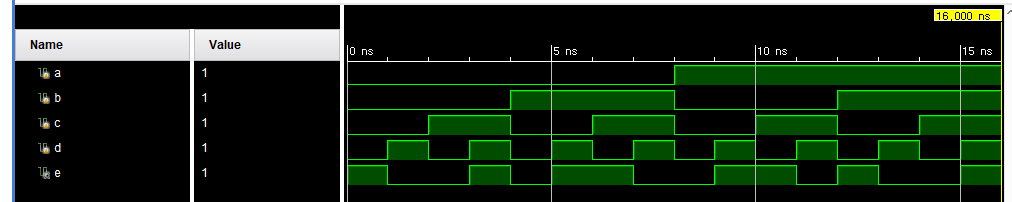 16,000 ns
Name Value 0 ns 5 ns 10 ns 15 ns
a 1
b 1
c 1
d 1
e 1